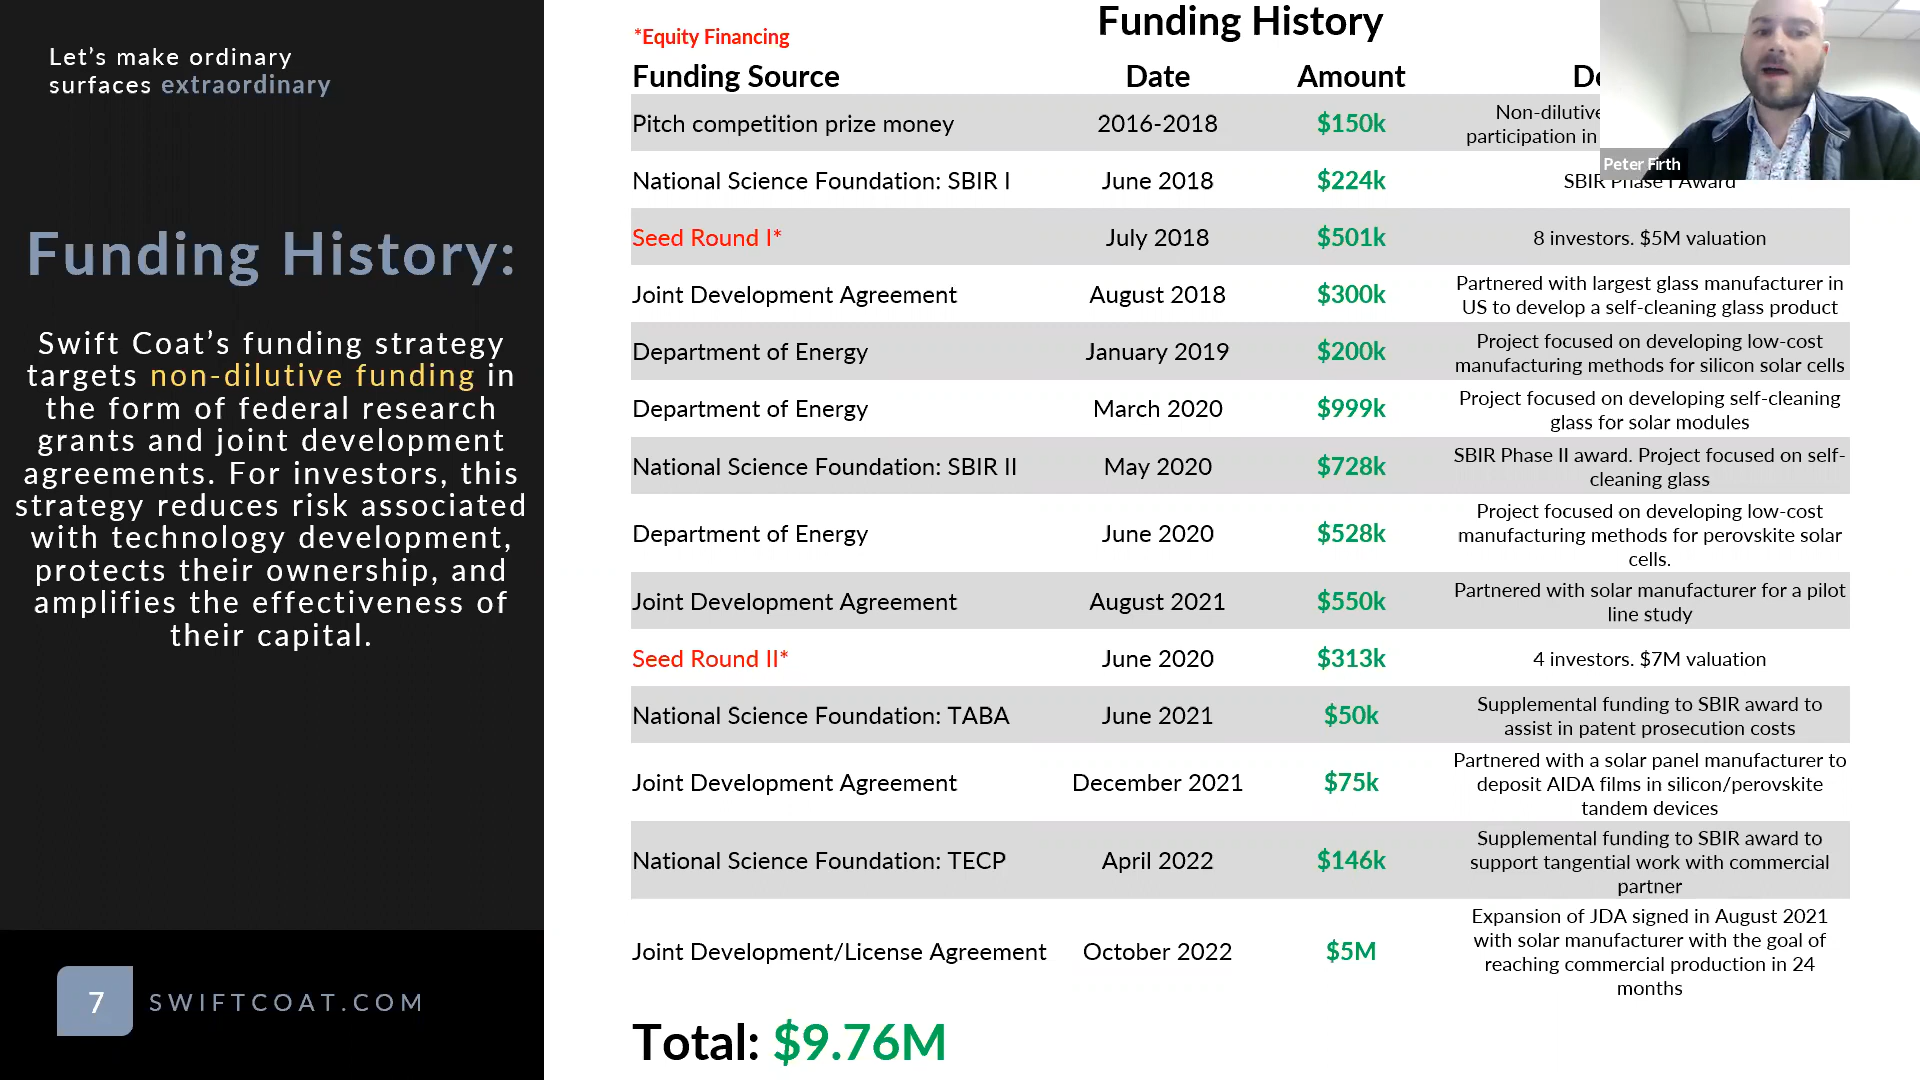 Let's make ordinary
surfaces extraordinary
Funding History:
Swift Coat's funding strategy
targets non-dilutive funding in
the form of federal research
grants and joint development
agreements. For investors, this
strategy reduces risk associated
with technology development,
protects their ownership, and
amplifies the effectiveness of
their capital.
7 SWIFTCOAT.COM
Funding History
*Equity Financing
Funding Source Date Amount
Pitch competition prize money 2016-2018 $150k Non-dilutive
participation in
Peter Firth
National Science Foundation: SBIR I June 2018 $224k SBIR Phase I Award
Seed Round I* July 2018 $501k 8 investors. $5M valuation
Joint Development Agreement August 2018 $300k Partnered with largest glass manufacturer in
US to develop a self-cleaning glass product
Department of Energy January 2019 $200k Project focused on developing low-cost
manufacturing methods for silicon solar cells
Department of Energy March 2020 $999k Project focused on developing self-cleaning
glass for solar modules
National Science Foundation: SBIR II May 2020 $728k SBIR Phase II award. Project focused on self-
cleaning glass
Department of Energy June 2020 $528k Project focused on developing low-cost
manufacturing methods for perovskite solar
cells.
Joint Development Agreement August 2021 $550k Partnered with solar manufacturer for a pilot
line study
Seed Round II* June 2020 $313k 4 investors. $7M valuation
National Science Foundation: TABA June 2021 $50k Supplemental funding to SBIR award to
assist in patent prosecution costs
Joint Development Agreement December 2021 $75k Partnered with a solar panel manufacturer to
deposit AIDA films in silicon/perovskite
tandem devices
National Science Foundation: TECP April 2022 $146k Supplemental funding to SBIR award to
support tangential work with commercial
partner
Joint Development/License Agreement October 2022 $5M Expansion of JDA signed in August 2021
with solar manufacturer with the goal of
reaching commercial production in 24
months
Total: $9.76M